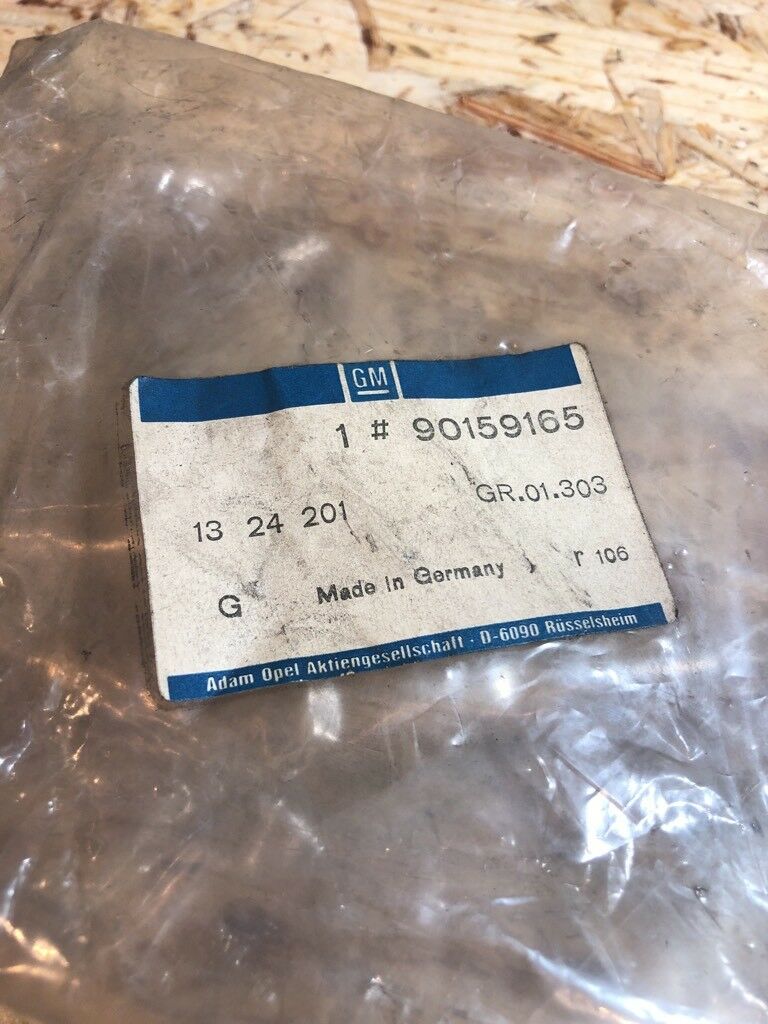 GM
1 # 90159165
GR.01.303
13 24 201
r 106
Made in Germany
G
Adam Opel Aktiengesellschaft · D-6090 Rüsselsheim